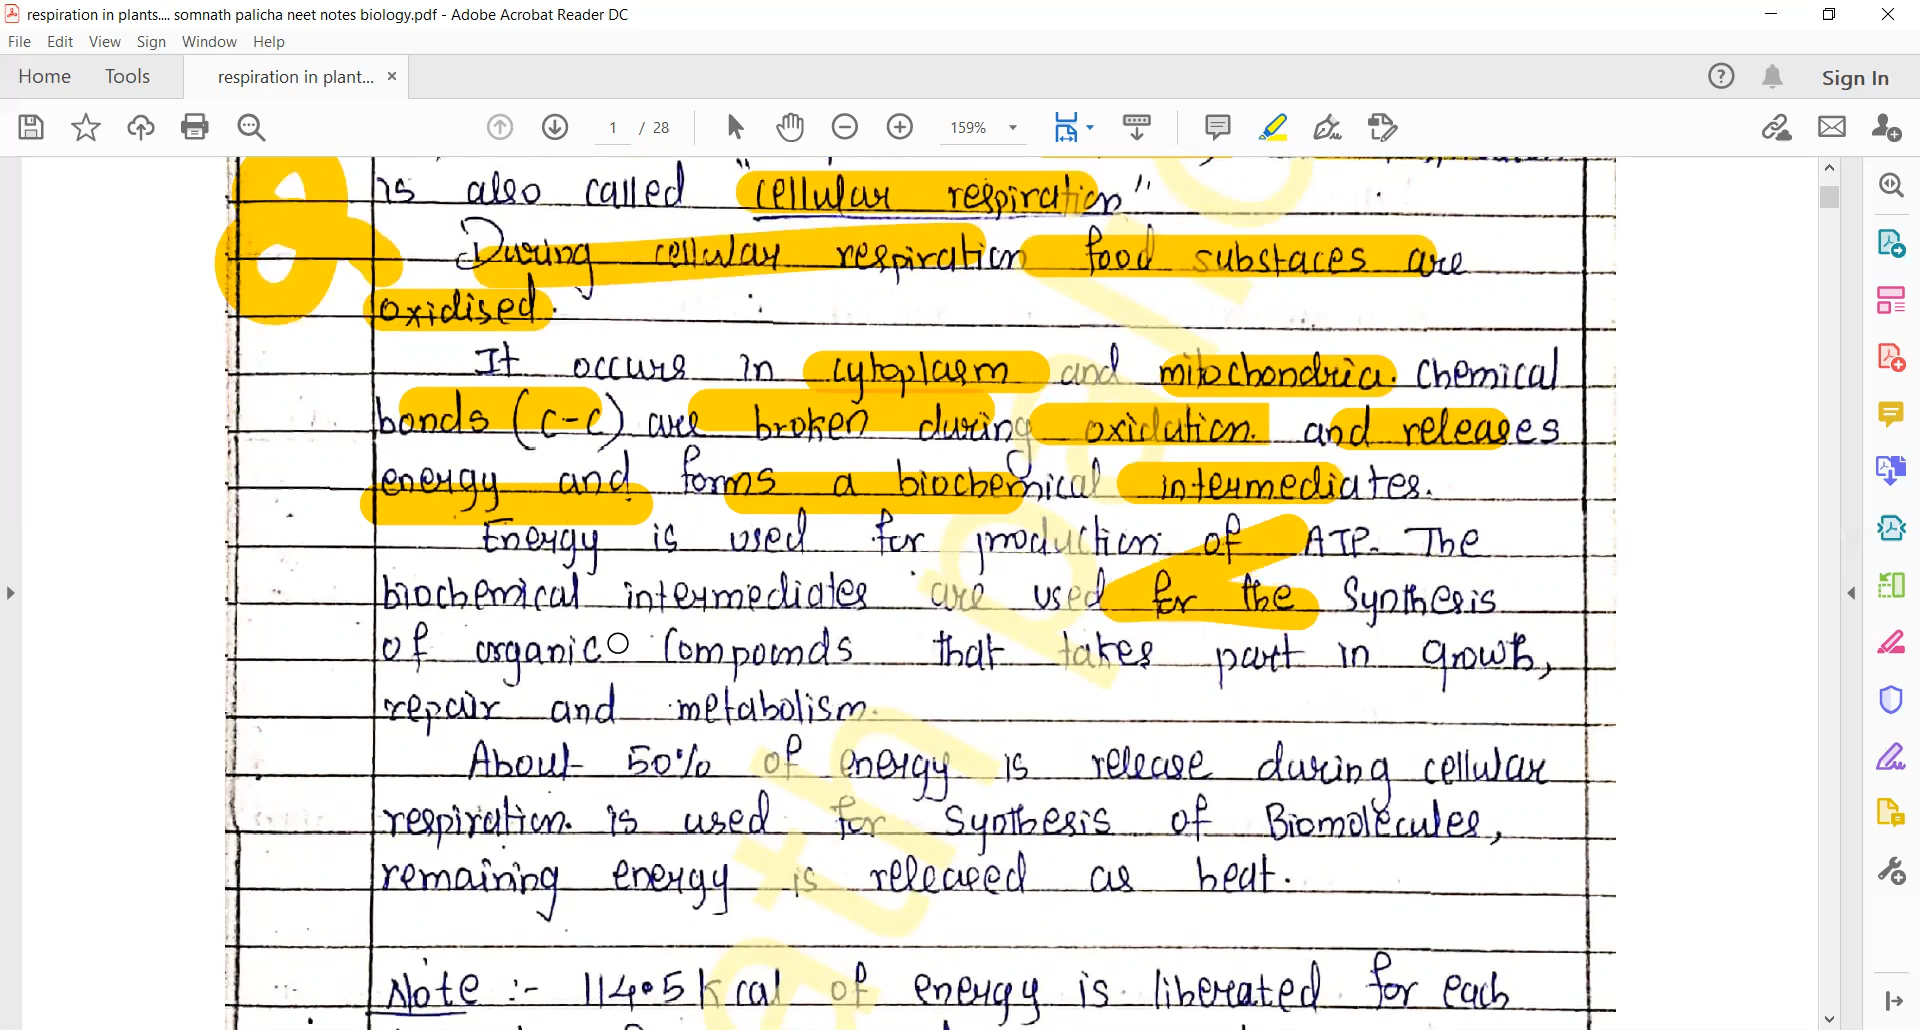 respiration in plants.... somnath palicha neet notes biology.pdf - Adobe Acrobat Reader DC
File Edit View Sign Window Help
Home Tools respiration in plant... × Sign In
1 / 28 159%
is also called "cellular respiration"
During cellular respiration food substaces are
oxidised.
It occurs in cytoplasm and mitochondria. Chemical
bonds (c-c) are broken during oxidation. and releases
energy and forms a biochemical intermediates.
Energy is used for production of ATP. The
biochemical intermediates are used for the Synthesis
of organic compounds that takes part in growth,
repair and metabolism.
About 50% of energy is release during cellular
respiration. is used for synthesis of Biomolecules,
remaining energy is released as heat.
Note :- 114.5 kcal of energy is liberated for each